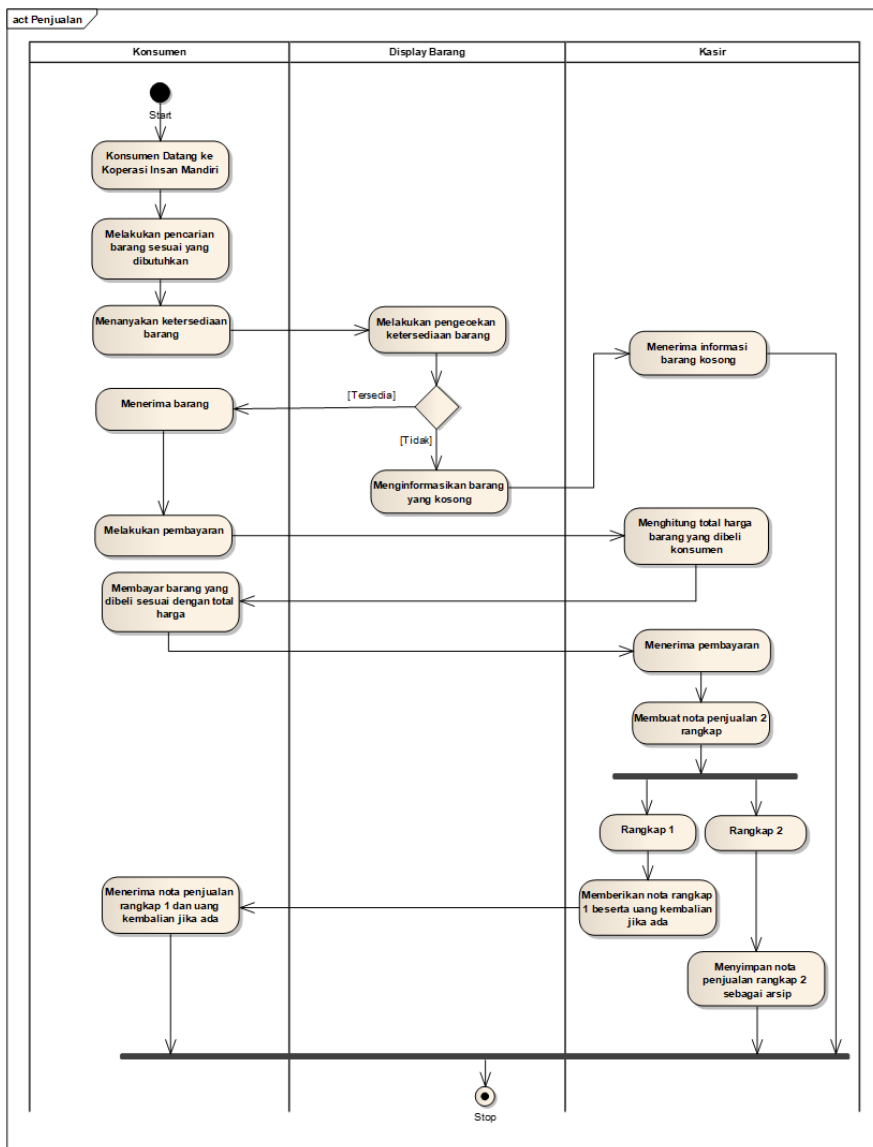 act Penjualan
Konsumen
Display Barang
Kasir
Start
Konsumen Datang ke
Koperasi Insan Mandiri
Melakukan pencarian
barang sesuai yang
dibutuhkan
Menanyakan ketersediaan
barang
Melakukan pengecekan
ketersediaan barang
Menerima informasi
barang kosong
[Tersedia]
Menerima barang
[Tidak]
Menginformasikan barang
yang kosong
Melakukan pembayaran
Menghitung total harga
barang yang dibeli
konsumen
Membayar barang yang
dibeli sesuai dengan total
harga
Menerima pembayaran
Membuat nota penjualan 2
rangkap
Rangkap 1
Rangkap 2
Memberikan nota rangkap
1 beserta uang kembalian
jika ada
Menerima nota penjualan
rangkap 1 dan uang
kembalian jika ada
Menyimpan nota
penjualan rangkap 2
sebagai arsip
Stop